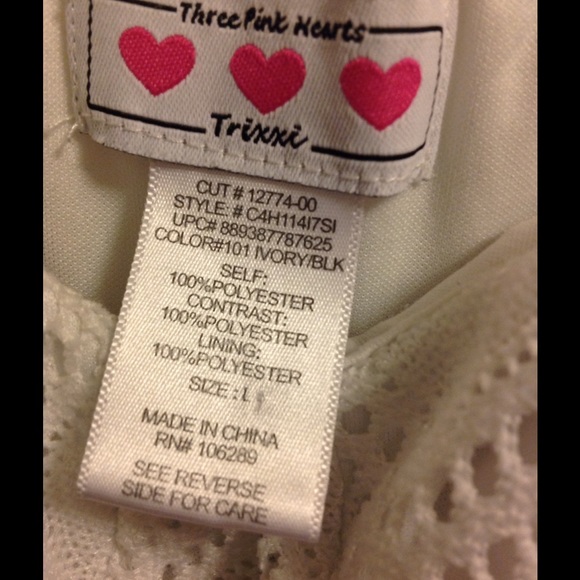 Three Pink Hearts
Trixxi
CUT # 12774-00
STYLE: # C4H114I7SI
UPC# 889387787625
COLOR#101 IVORY/BLK
SELF:
100%POLYESTER
CONTRAST:
100%POLYESTER
LINING:
100%POLYESTER
SIZE : L
MADE IN CHINA
RN# 106289
SEE REVERSE
SIDE FOR CARE